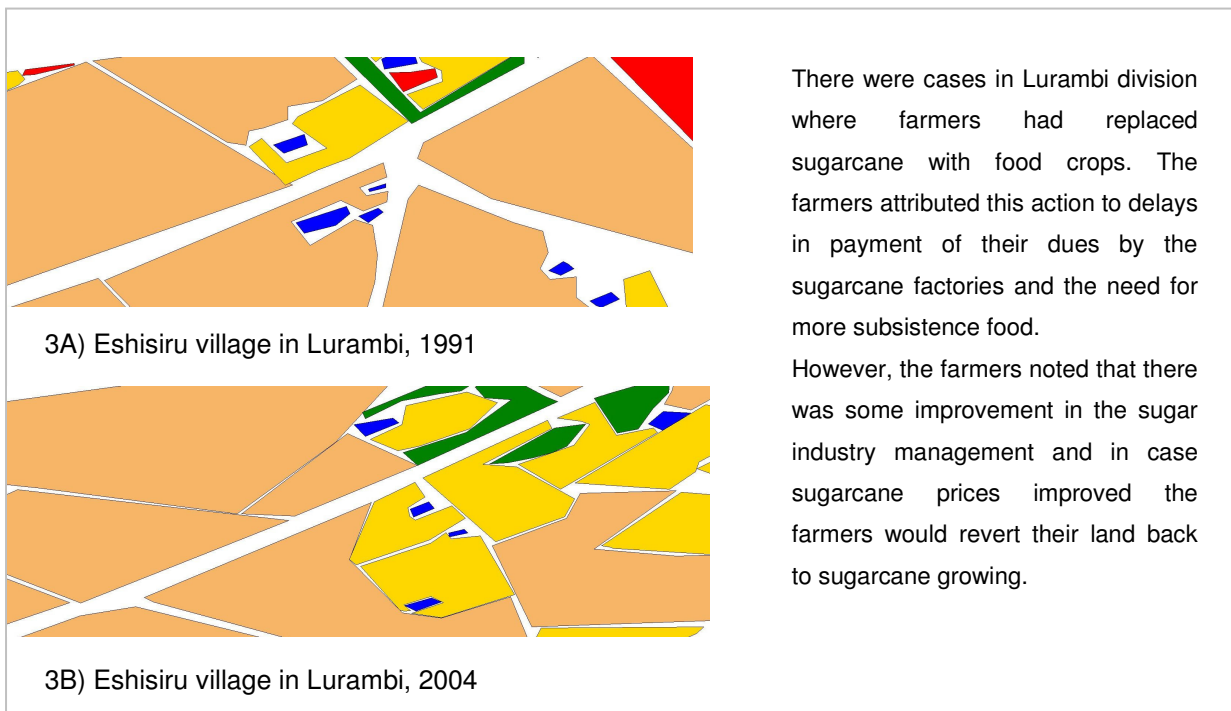 There were cases in Lurambi division
where farmers had replaced
sugarcane with food crops. The
farmers attributed this action to delays
in payment of their dues by the
sugarcane factories and the need for
more subsistence food.
However, the farmers noted that there
was some improvement in the sugar
industry management and in case
sugarcane prices improved the
farmers would revert their land back
to sugarcane growing.
3A) Eshisiru village in Lurambi, 1991
3B) Eshisiru village in Lurambi, 2004